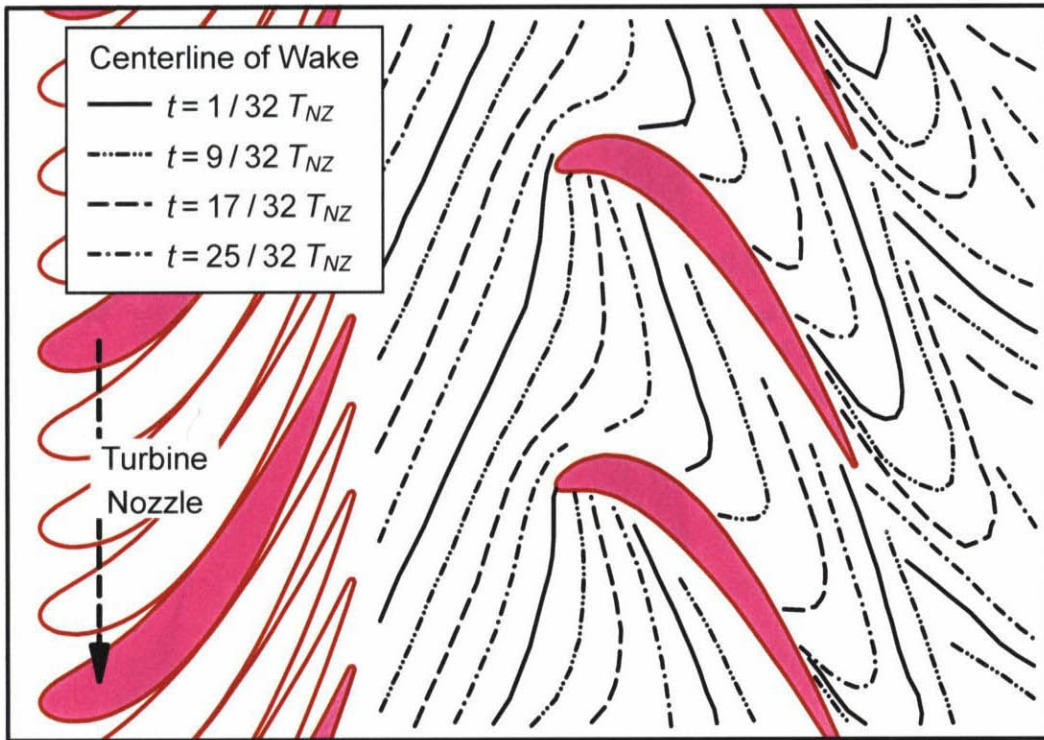 Centerline of Wake
t = 1 / 32 T_NZ
t = 9 / 32 T_NZ
t = 17 / 32 T_NZ
t = 25 / 32 T_NZ
Turbine
Nozzle